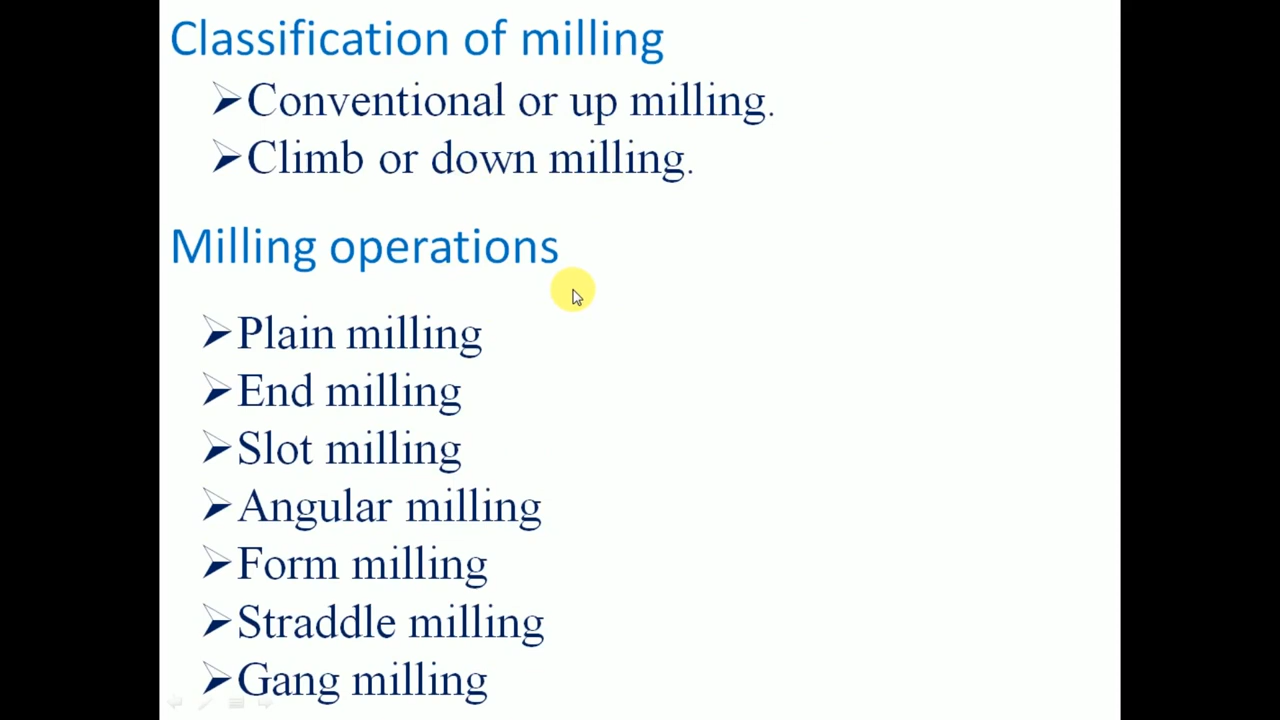 Classification of milling
➢Conventional or up milling.
➢Climb or down milling.
Milling operations
➢Plain milling
➢End milling
➢Slot milling
➢Angular milling
➢Form milling
➢Straddle milling
➢Gang milling